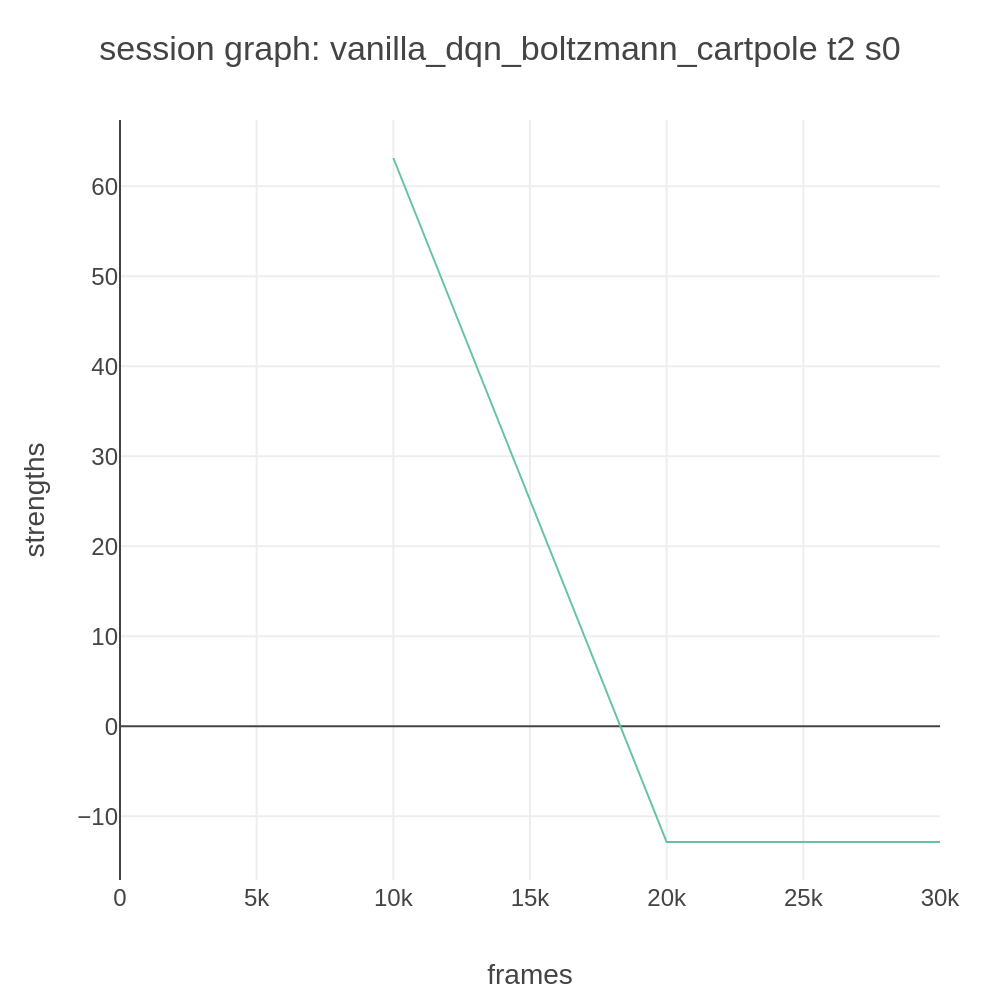 session graph: vanilla_dqn_boltzmann_cartpole t2 s0
60
50
40
30
20
10
0
−10
strengths
0 5k 10k 15k 20k 25k 30k
frames